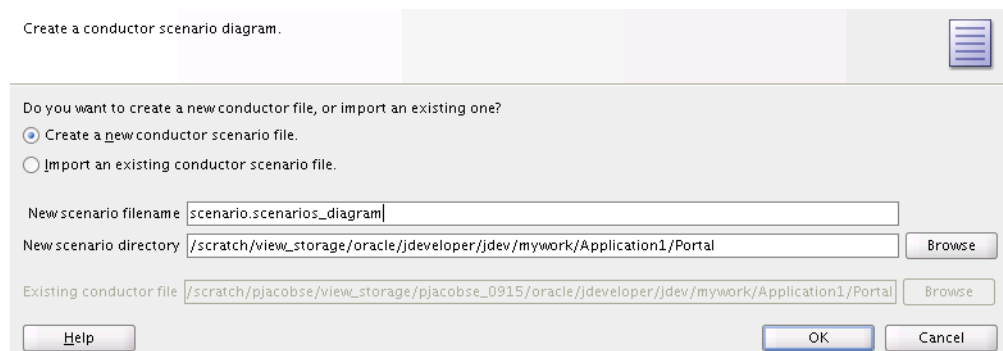 Create a conductor scenario diagram.
Do you want to create a new conductor file, or import an existing one?
Create a new conductor scenario file.
Import an existing conductor scenario file.
New scenario filename scenario.scenarios_diagram
New scenario directory /scratch/view_storage/oracle/jdeveloper/jdev/mywork/Application1/Portal Browse
Existing conductor file /scratch/pjacobse/view_storage/pjacobse_0915/oracle/jdeveloper/jdev/mywork/Application1/Portal Browse
Help OK Cancel